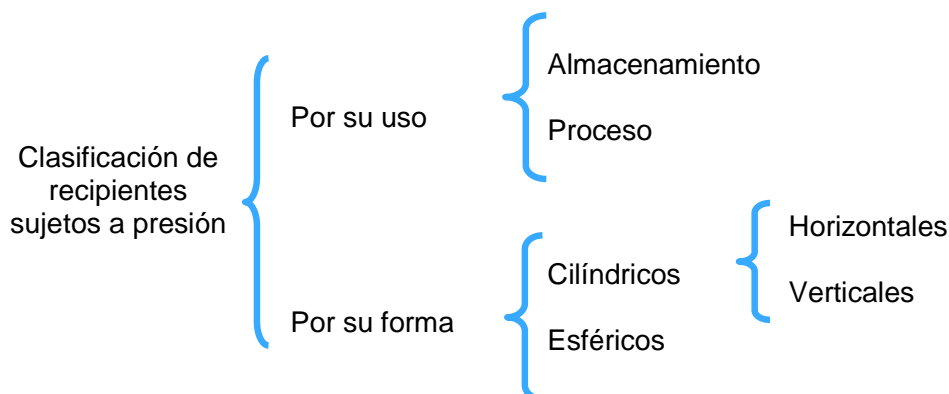 Clasificación de
recipientes
sujetos a presión
Por su uso
Almacenamiento
Proceso
Por su forma
Cilíndricos
Horizontales
Verticales
Esféricos